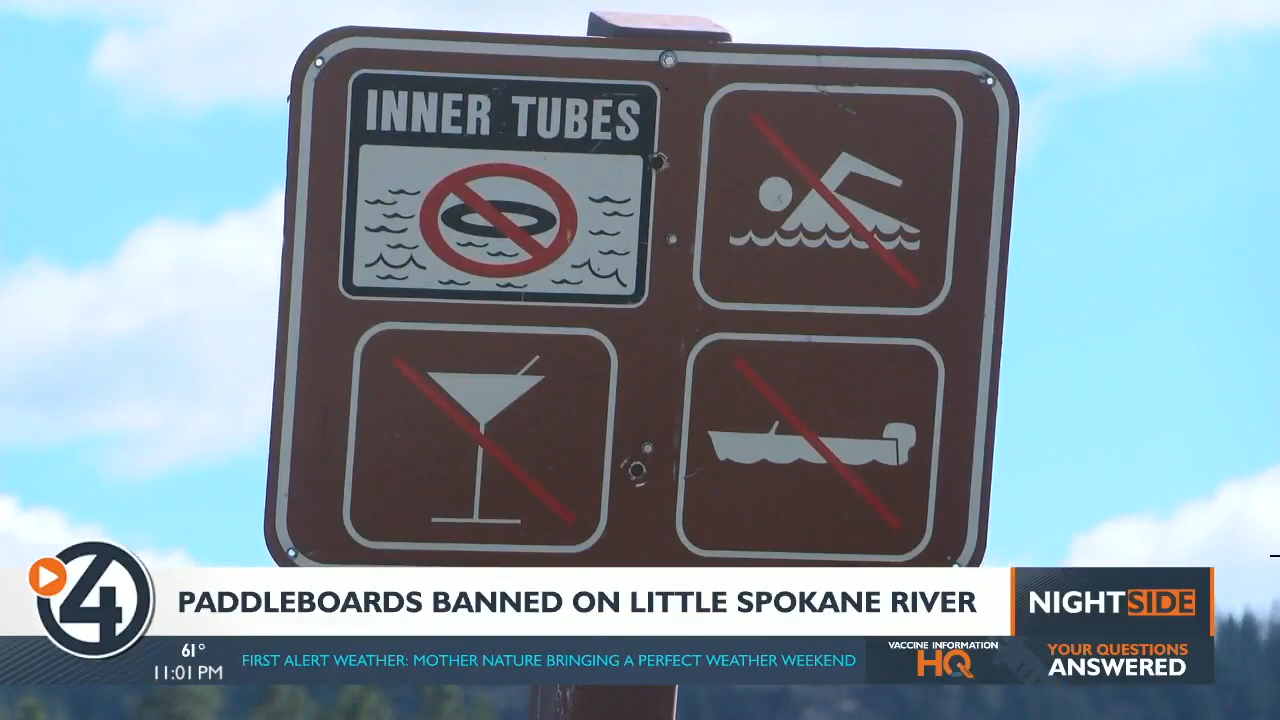 INNER TUBES
4
PADDLEBOARDS BANNED ON LITTLE SPOKANE RIVER
NIGHTSIDE
61°
11:01 PM
FIRST ALERT WEATHER: MOTHER NATURE BRINGING A PERFECT WEATHER WEEKEND
VACCINE INFORMATION
HQ
YOUR QUESTIONS
ANSWERED